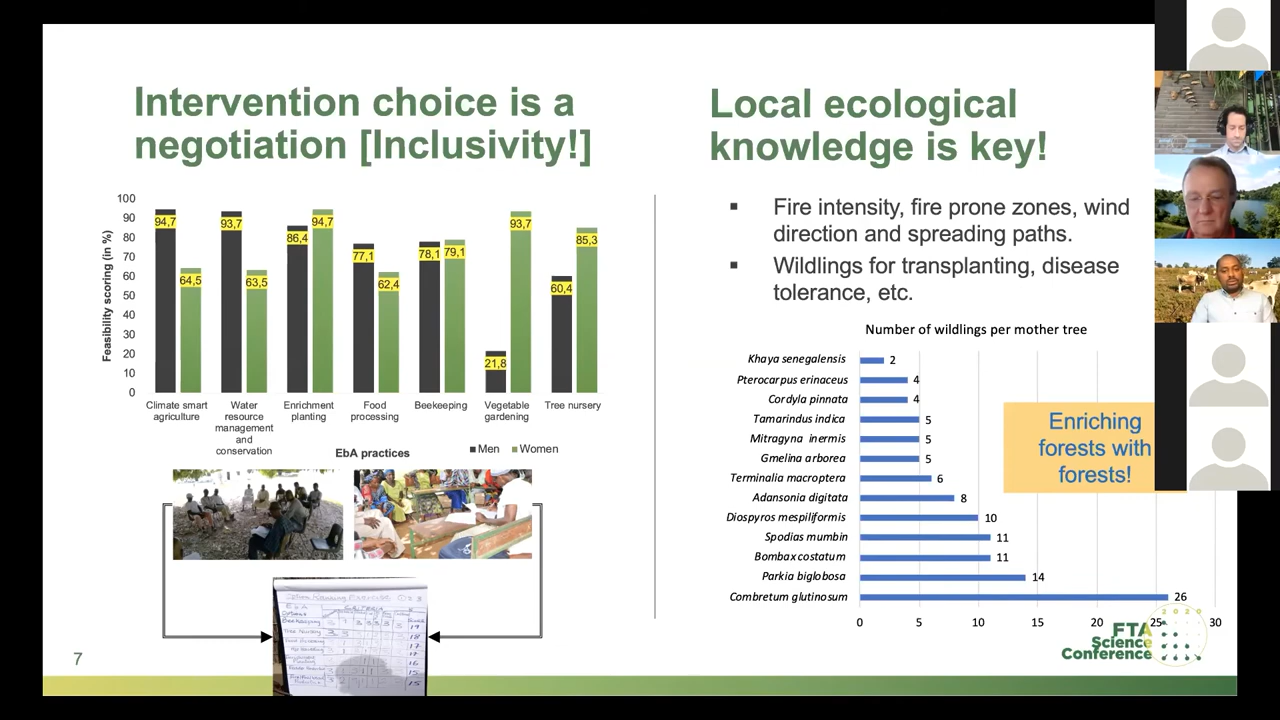 Intervention choice is a
negotiation [Inclusivity!]
Feasibility scoring (in %)
100
90
80
70
60
50
40
30
20
10
0
94,7
64,5
93,7
63,5
86,4
94,7
77,1
62,4
78,1
79,1
21,8
93,7
60,4
85,3
Climate smart
agriculture
Water
resource
management
and
conservation
Enrichment
planting
Food
processing
Beekeeping
Vegetable
gardening
Tree nursery
EbA practices
Men
Women
7
Local ecological
knowledge is key!
▪ Fire intensity, fire prone zones, wind
direction and spreading paths.
▪ Wildlings for transplanting, disease
tolerance, etc.
Number of wildlings per mother tree
Khaya senegalensis 2
Pterocarpus erinaceus 4
Cordyla pinnata 4
Tamarindus indica 5
Mitragyna inermis 5
Gmelina arborea 5
Terminalia macroptera 6
Adansonia digitata 8
Diospyros mespiliformis 10
Spodias mumbin 11
Bombax costatum 11
Parkia biglobosa 14
Combretum glutinosum 26
0 5 10 15 20 25 30
Enriching
forests with
forests!
2020
FTA
Science
Conference